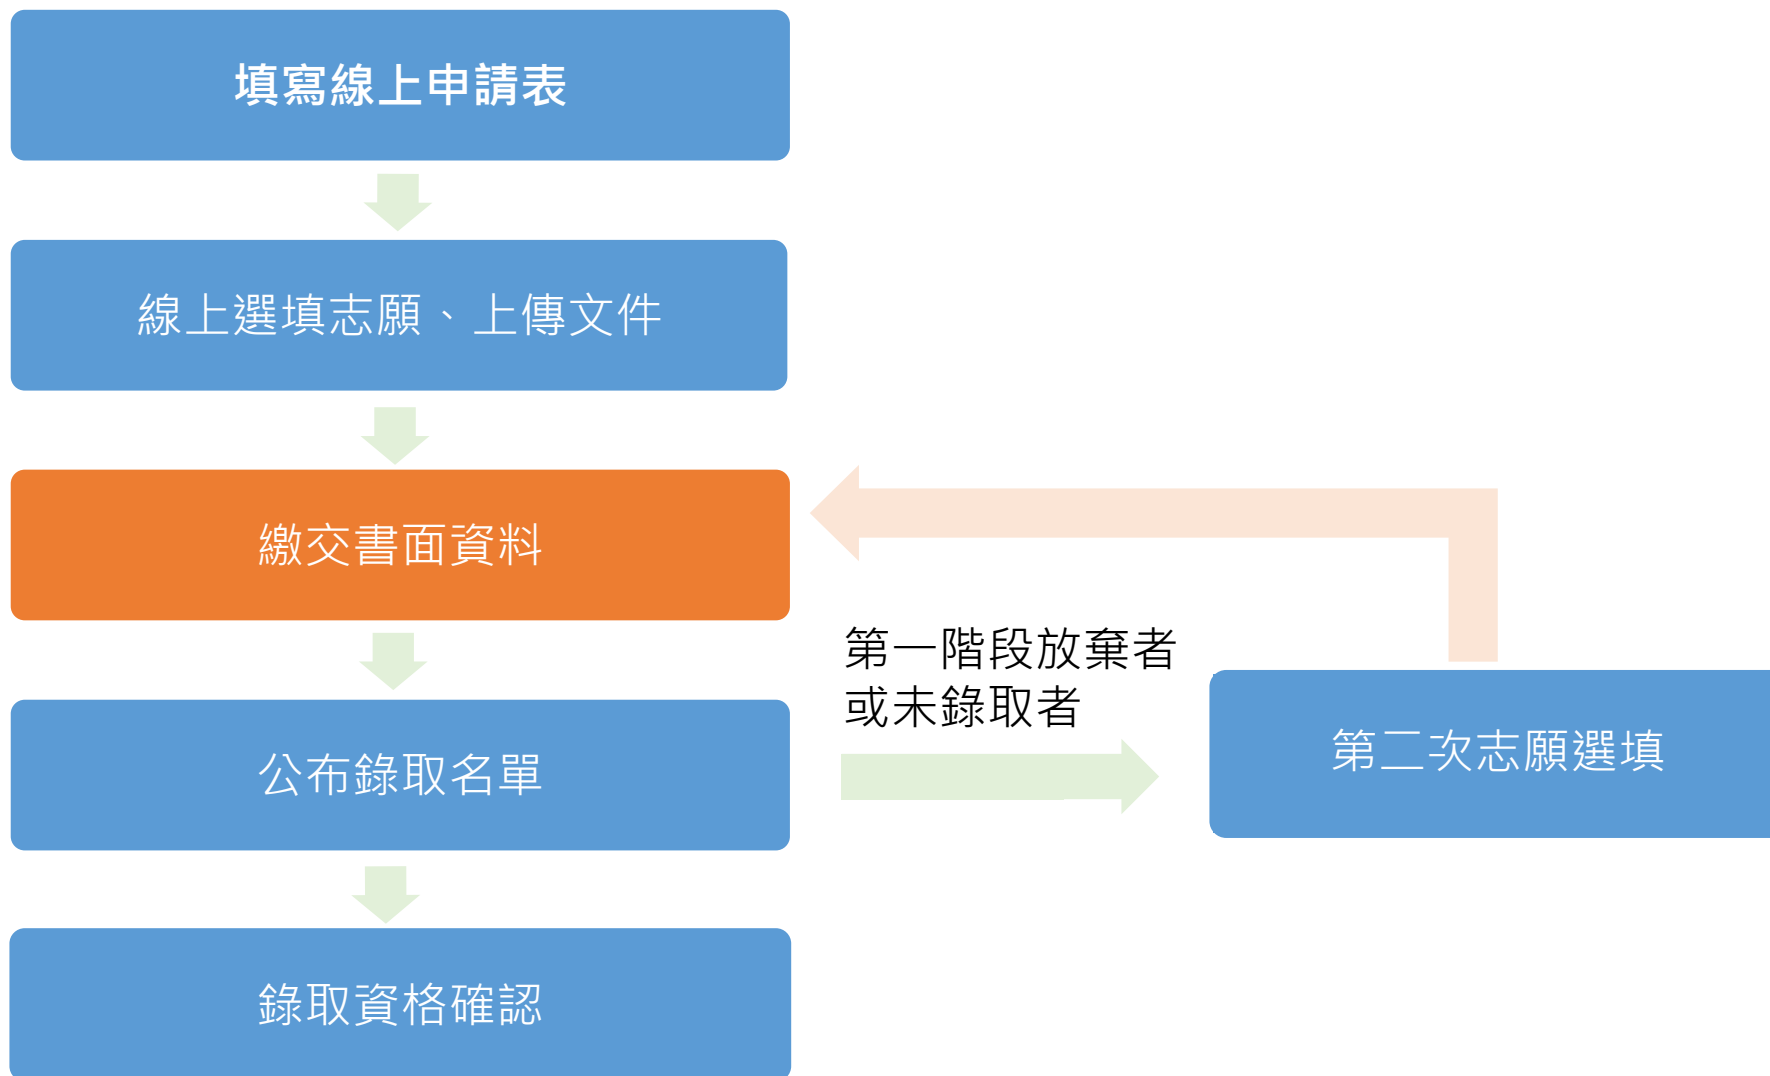 填寫線上申請表
線上選填志願、上傳文件
繳交書面資料
第一階段放棄者
或未錄取者
第二次志願選填
公布錄取名單
錄取資格確認